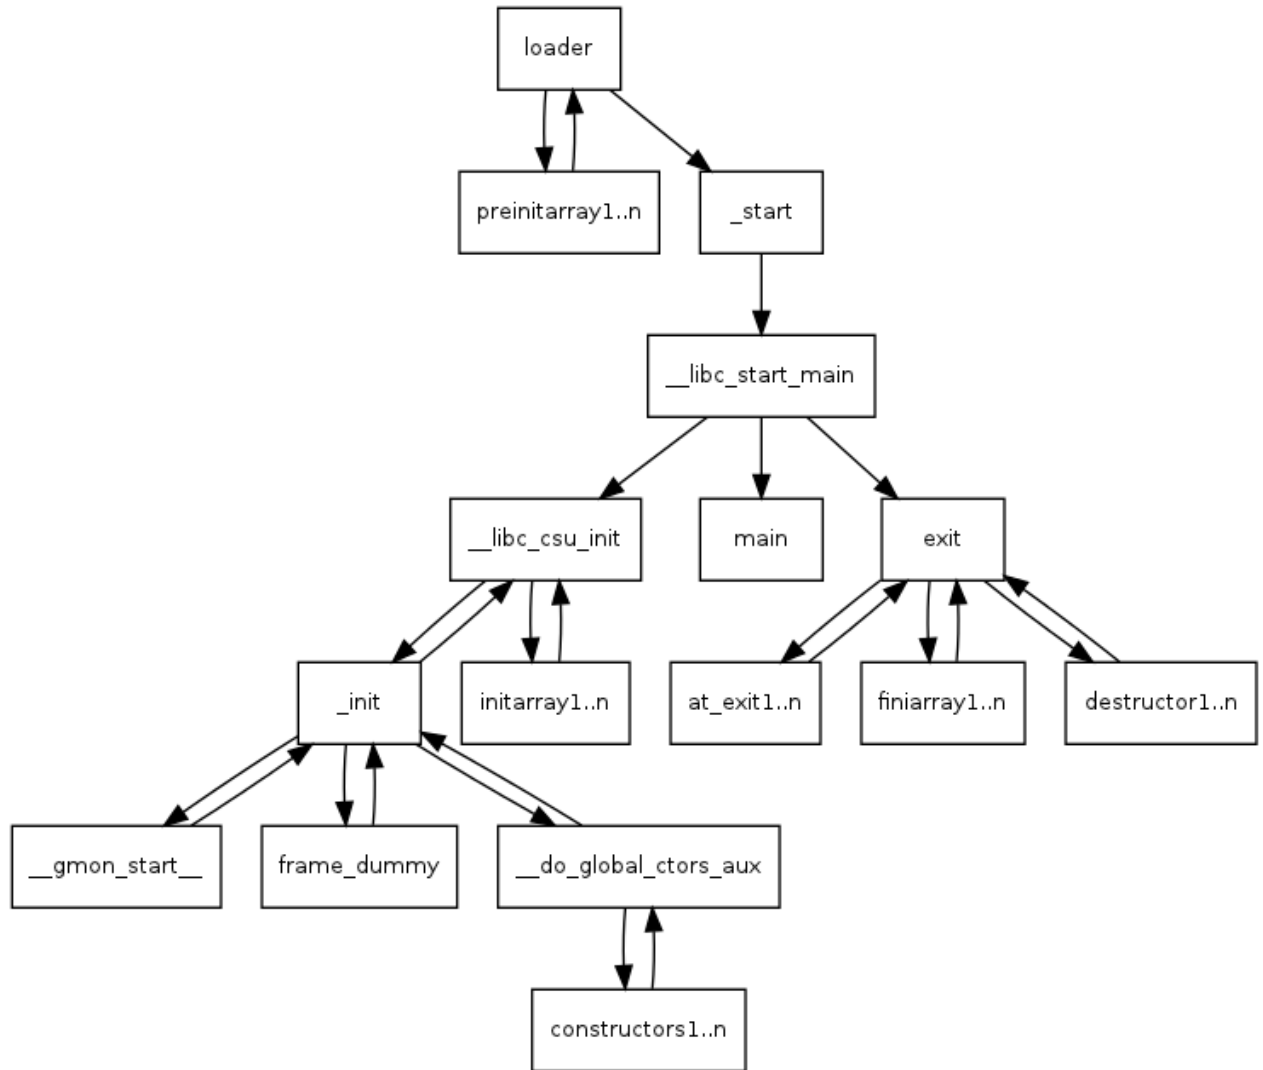 loader
preinitarray1..n
_start
__libc_start_main
__libc_csu_init
main
exit
_init
initarray1..n
at_exit1..n
finiarray1..n
destructor1..n
__gmon_start__
frame_dummy
__do_global_ctors_aux
constructors1..n